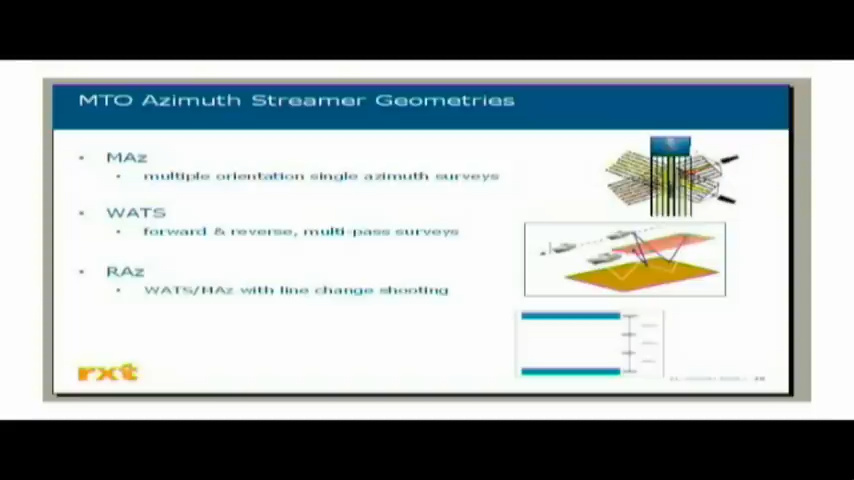 MTO Azimuth Streamer Geometries
• MAz
• multiple orientation single azimuth surveys
• WATS
• forward & reverse, multi-pass surveys
• RAz
• WATS/MAz with line change shooting
rxt